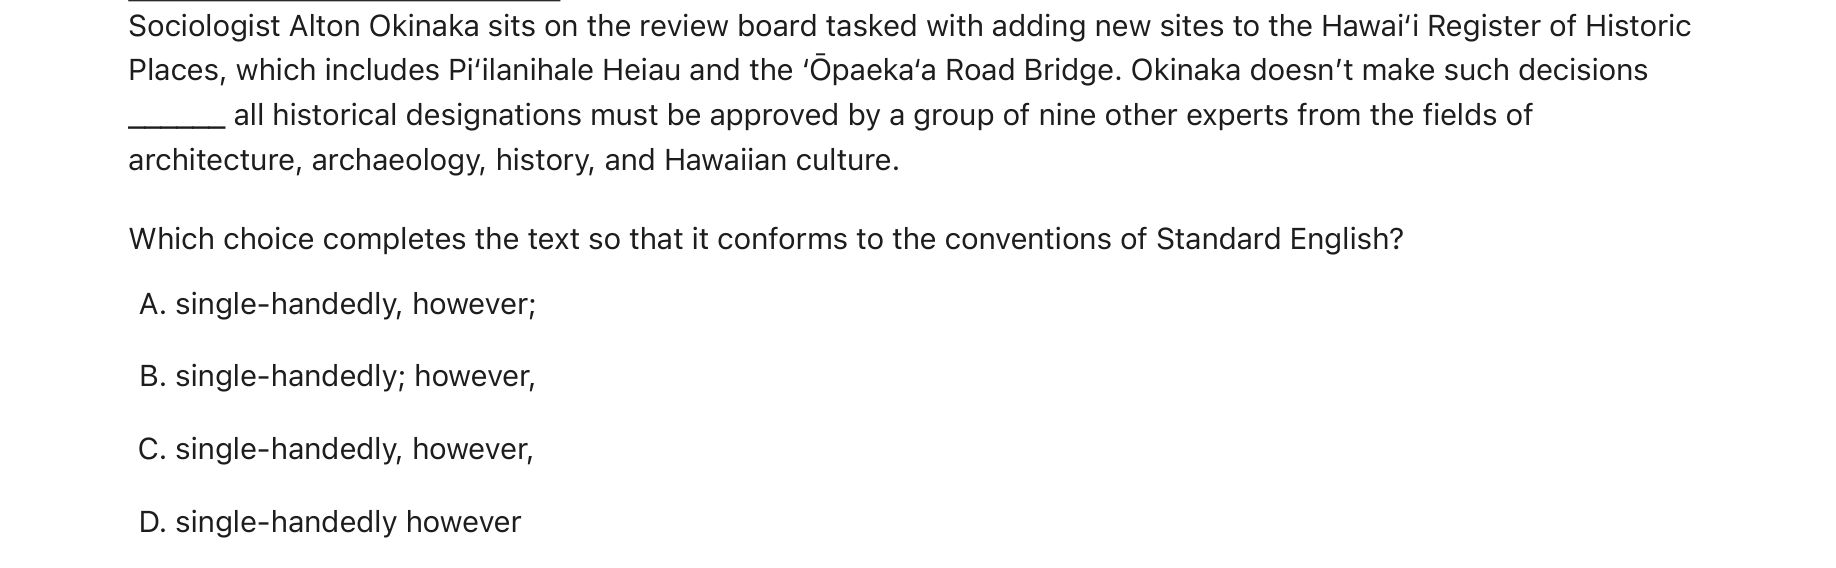 Sociologist Alton Okinaka sits on the review board tasked with adding new sites to the Hawai‘i Register of Historic
Places, which includes Pi‘ilanihale Heiau and the ‘Ōpaeka‘a Road Bridge. Okinaka doesn’t make such decisions
______ all historical designations must be approved by a group of nine other experts from the fields of
architecture, archaeology, history, and Hawaiian culture.
Which choice completes the text so that it conforms to the conventions of Standard English?
A. single-handedly, however;
B. single-handedly; however,
C. single-handedly, however,
D. single-handedly however